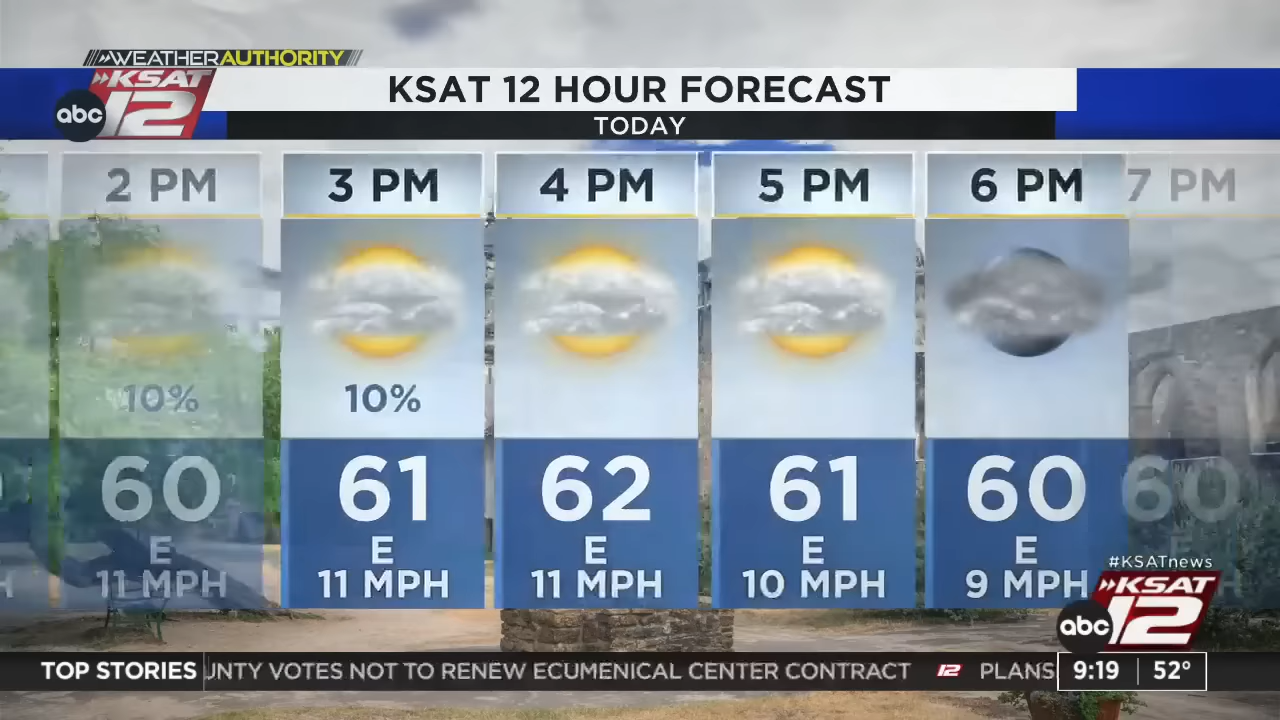 WEATHERAUTHORITY
KSAT
12
abc
KSAT 12 HOUR FORECAST
TODAY
2 PM
3 PM
4 PM
5 PM
6 PM
7 PM
10%
10%
60
61
62
61
60
60
E
E
E
E
E
E
11 MPH
11 MPH
11 MPH
10 MPH
9 MPH
#KSATnews
KSAT
12
abc
TOP STORIES
UNTY VOTES NOT TO RENEW ECUMENICAL CENTER CONTRACT 12 PLANS
9:19
52°